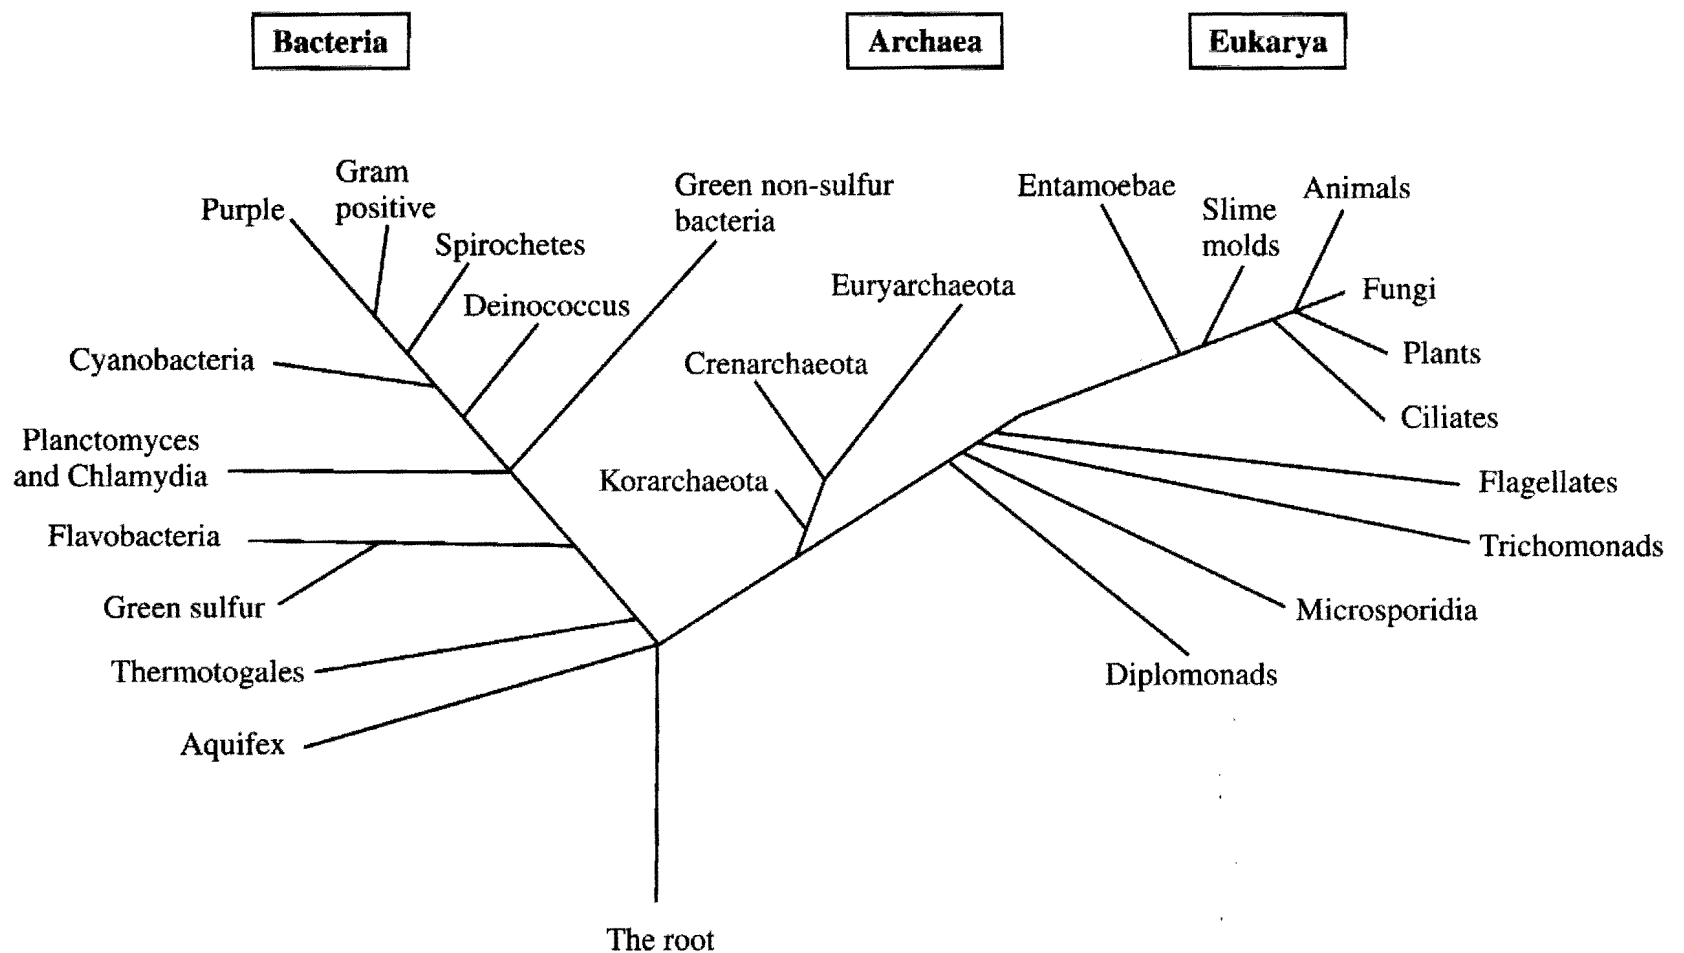 Bacteria
Archaea
Eukarya
Gram
positive
Purple
Spirochetes
Deinococcus
Green non-sulfur
bacteria
Cyanobacteria
Planctomyces
and Chlamydia
Flavobacteria
Green sulfur
Thermotogales
Aquifex
Euryarchaeota
Crenarchaeota
Korarchaeota
Entamoebae
Slime
molds
Animals
Fungi
Plants
Ciliates
Flagellates
Trichomonads
Microsporidia
Diplomonads
The root